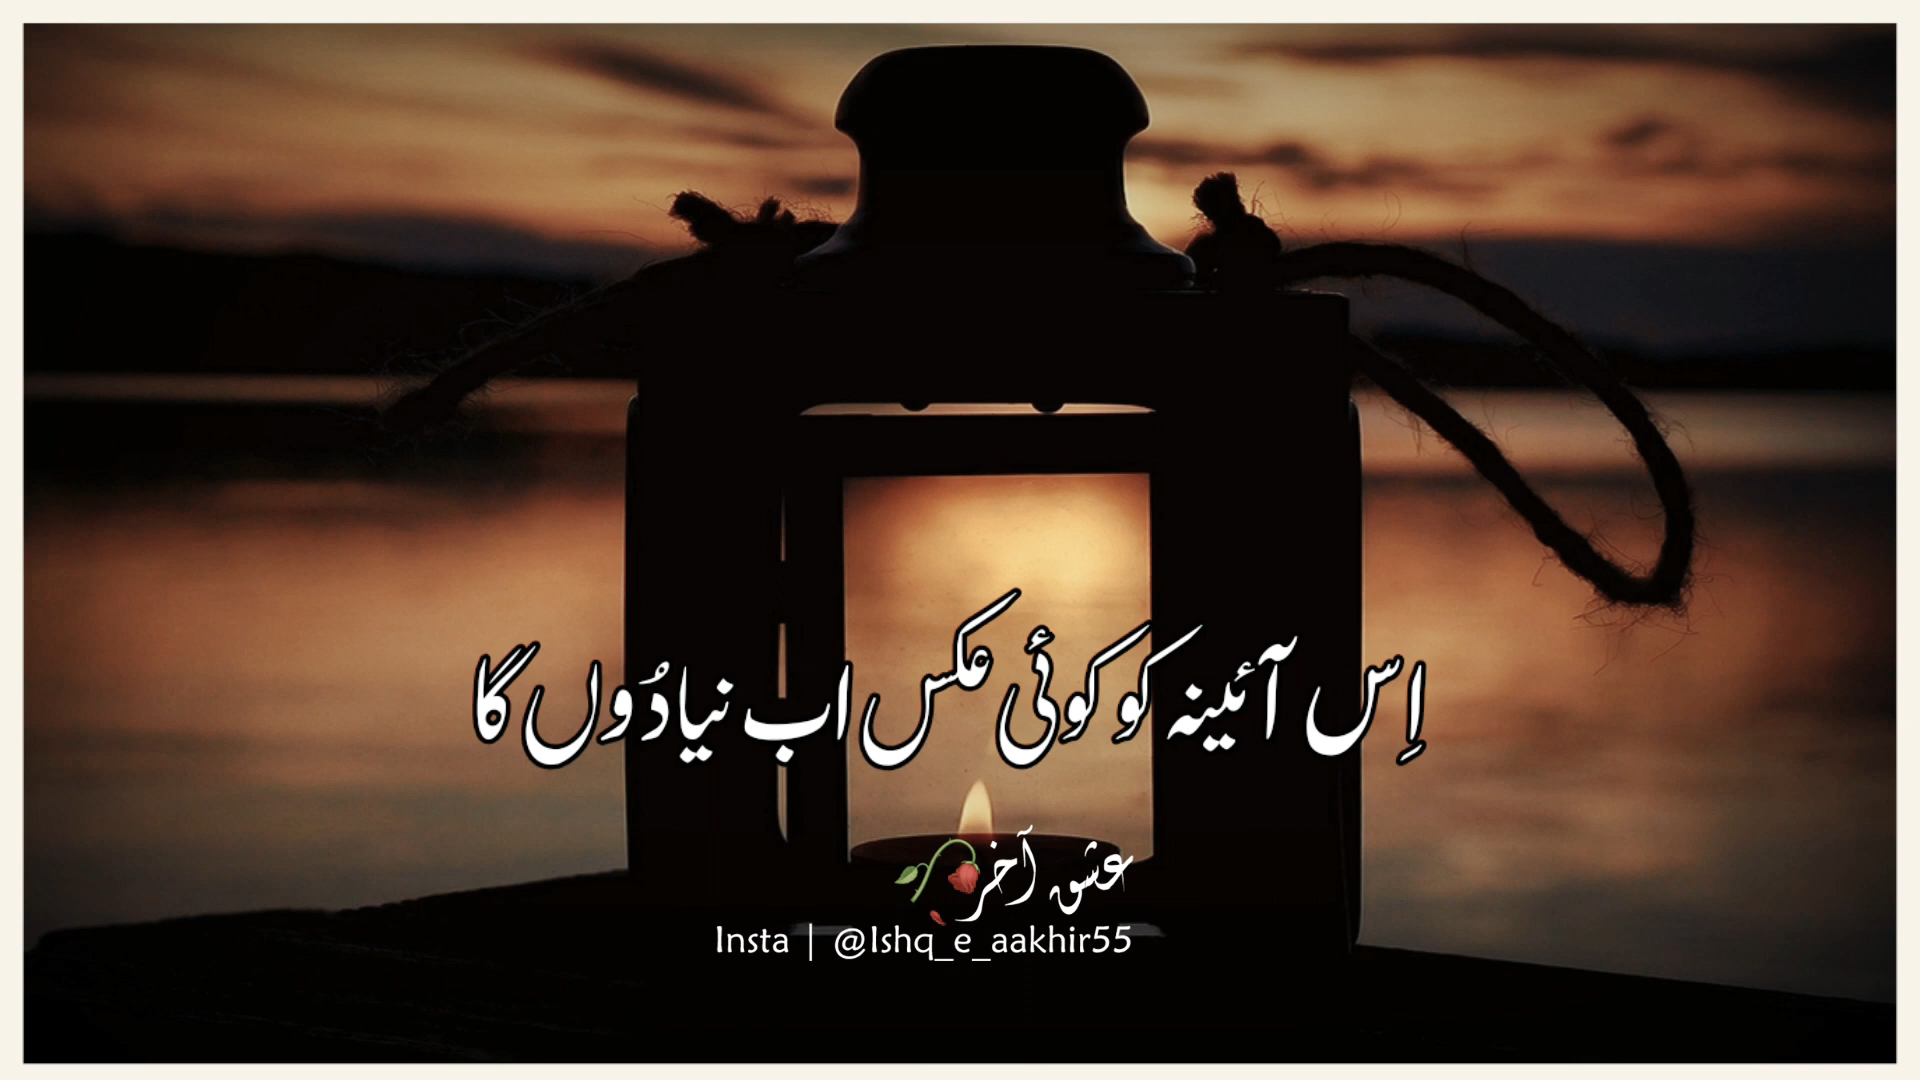 اِس آئینہ کو کوئی عکس اب نیا دُوں گا
عشق آخر🥀
Insta | @Ishq_e_aakhir55